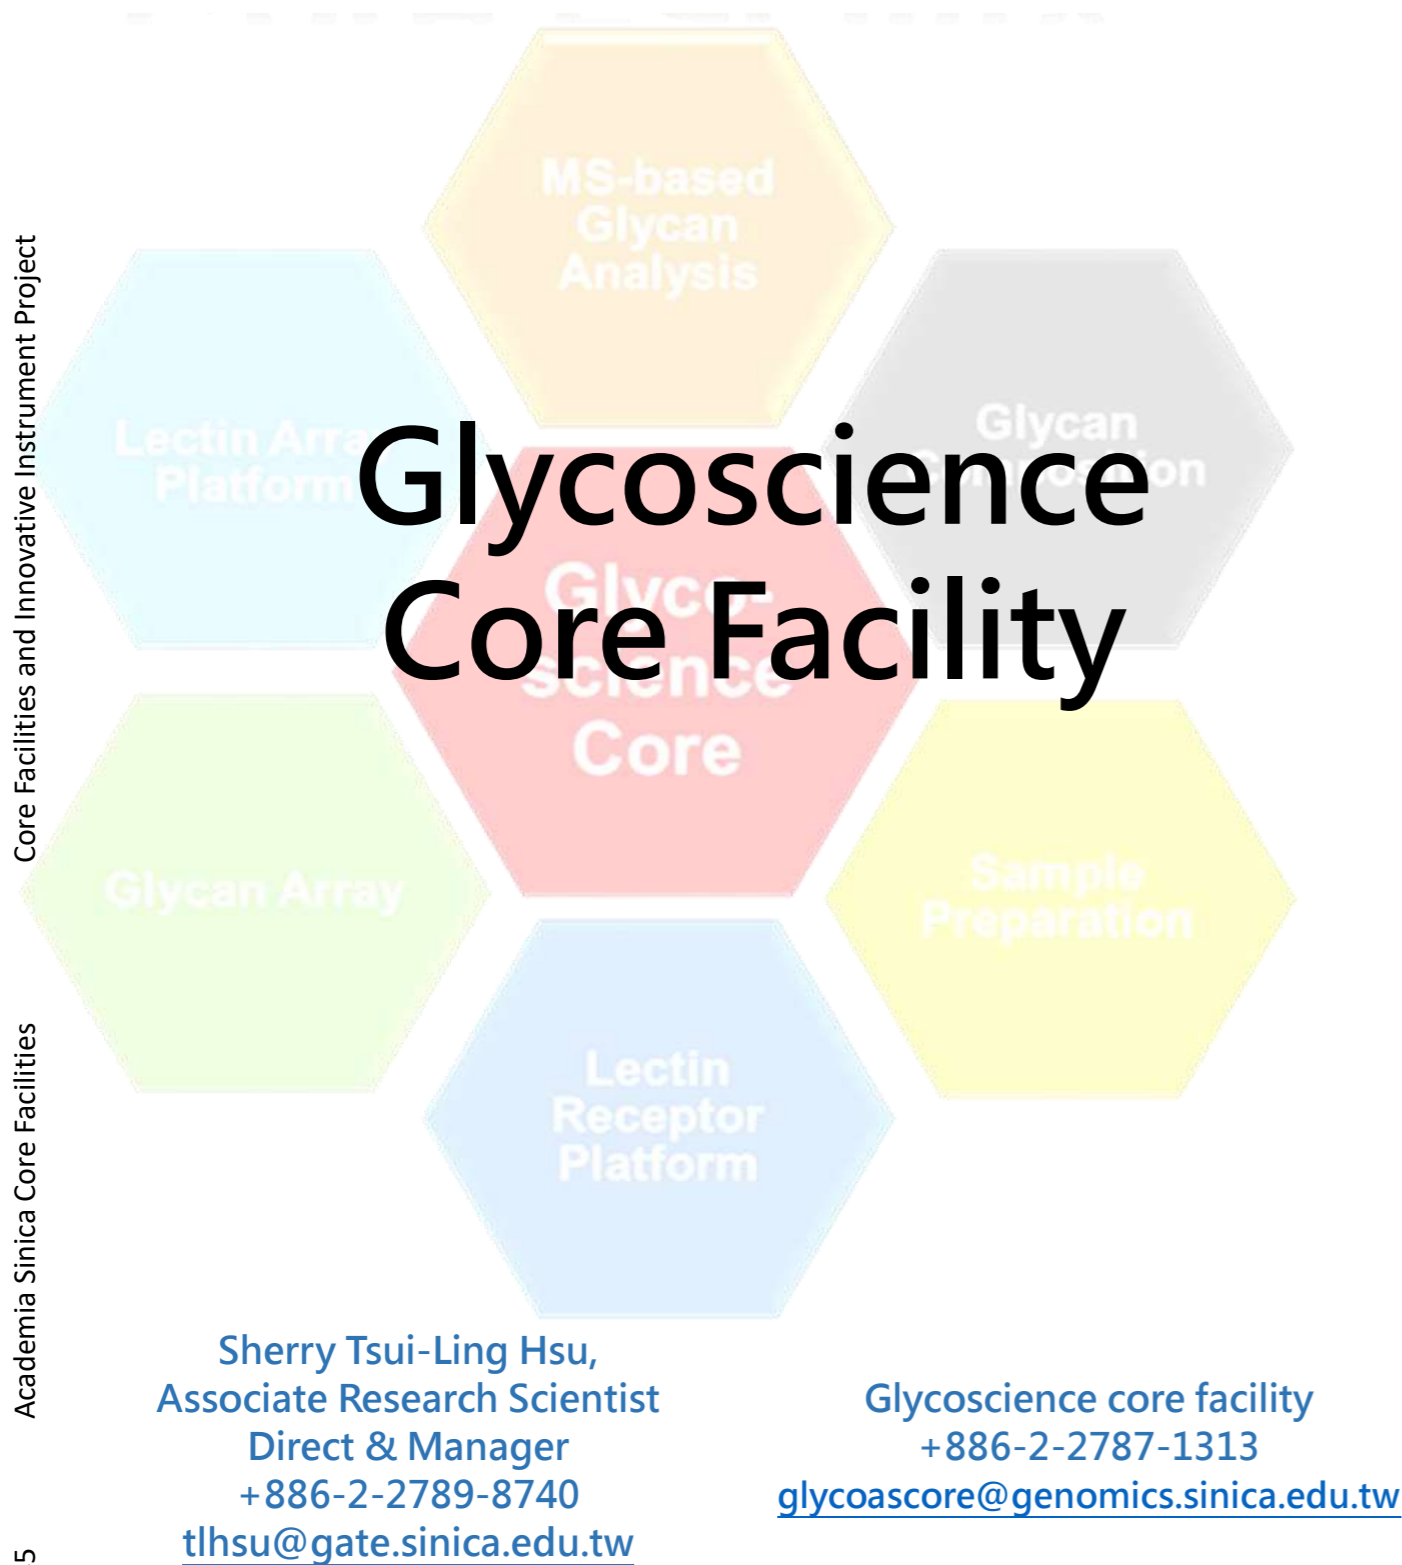 MS-based
Glycan
Analysis
Lectin Array
Platform
Glycan
Composition
Glycoscience
Core Facility
Glyco-
science
Core
Glycan Array
Sample
Preparation
Lectin
Receptor
Platform
Sherry Tsui-Ling Hsu,
Associate Research Scientist
Direct & Manager
+886-2-2789-8740
tlhsu@gate.sinica.edu.tw
Glycoscience core facility
+886-2-2787-1313
glycoascore@genomics.sinica.edu.tw
Core Facilities and Innovative Instrument Project
Academia Sinica Core Facilities